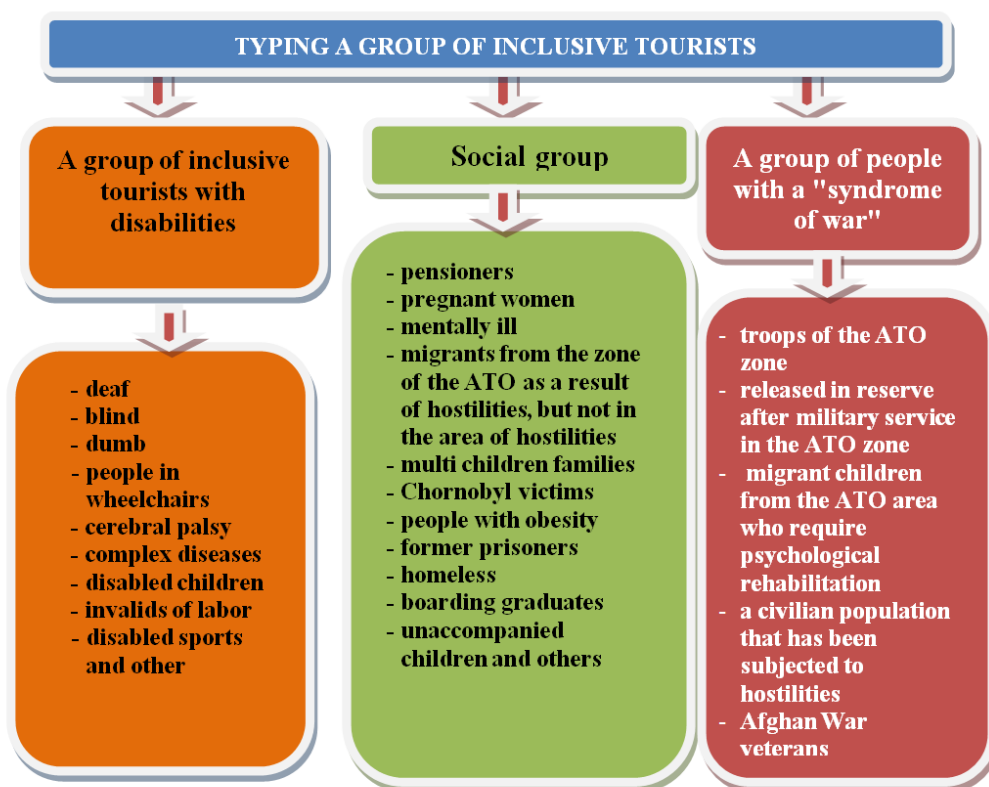 TYPING A GROUP OF INCLUSIVE TOURISTS
A group of inclusive
tourists with
disabilities
- deaf
- blind
- dumb
- people in
wheelchairs
- cerebral palsy
- complex diseases
- disabled children
- invalids of labor
- disabled sports
and other
Social group
- pensioners
- pregnant women
- mentally ill
- migrants from the zone
of the ATO as a result
of hostilities, but not in
the area of hostilities
- multi children families
- Chornobyl victims
- people with obesity
- former prisoners
- homeless
- boarding graduates
- unaccompanied
children and others
A group of people
with a "syndrome
of war"
- troops of the ATO
zone
- released in reserve
after military service
in the ATO zone
- migrant children
from the ATO area
who require
psychological
rehabilitation
- a civilian population
that has been
subjected to
hostilities
- Afghan War
veterans